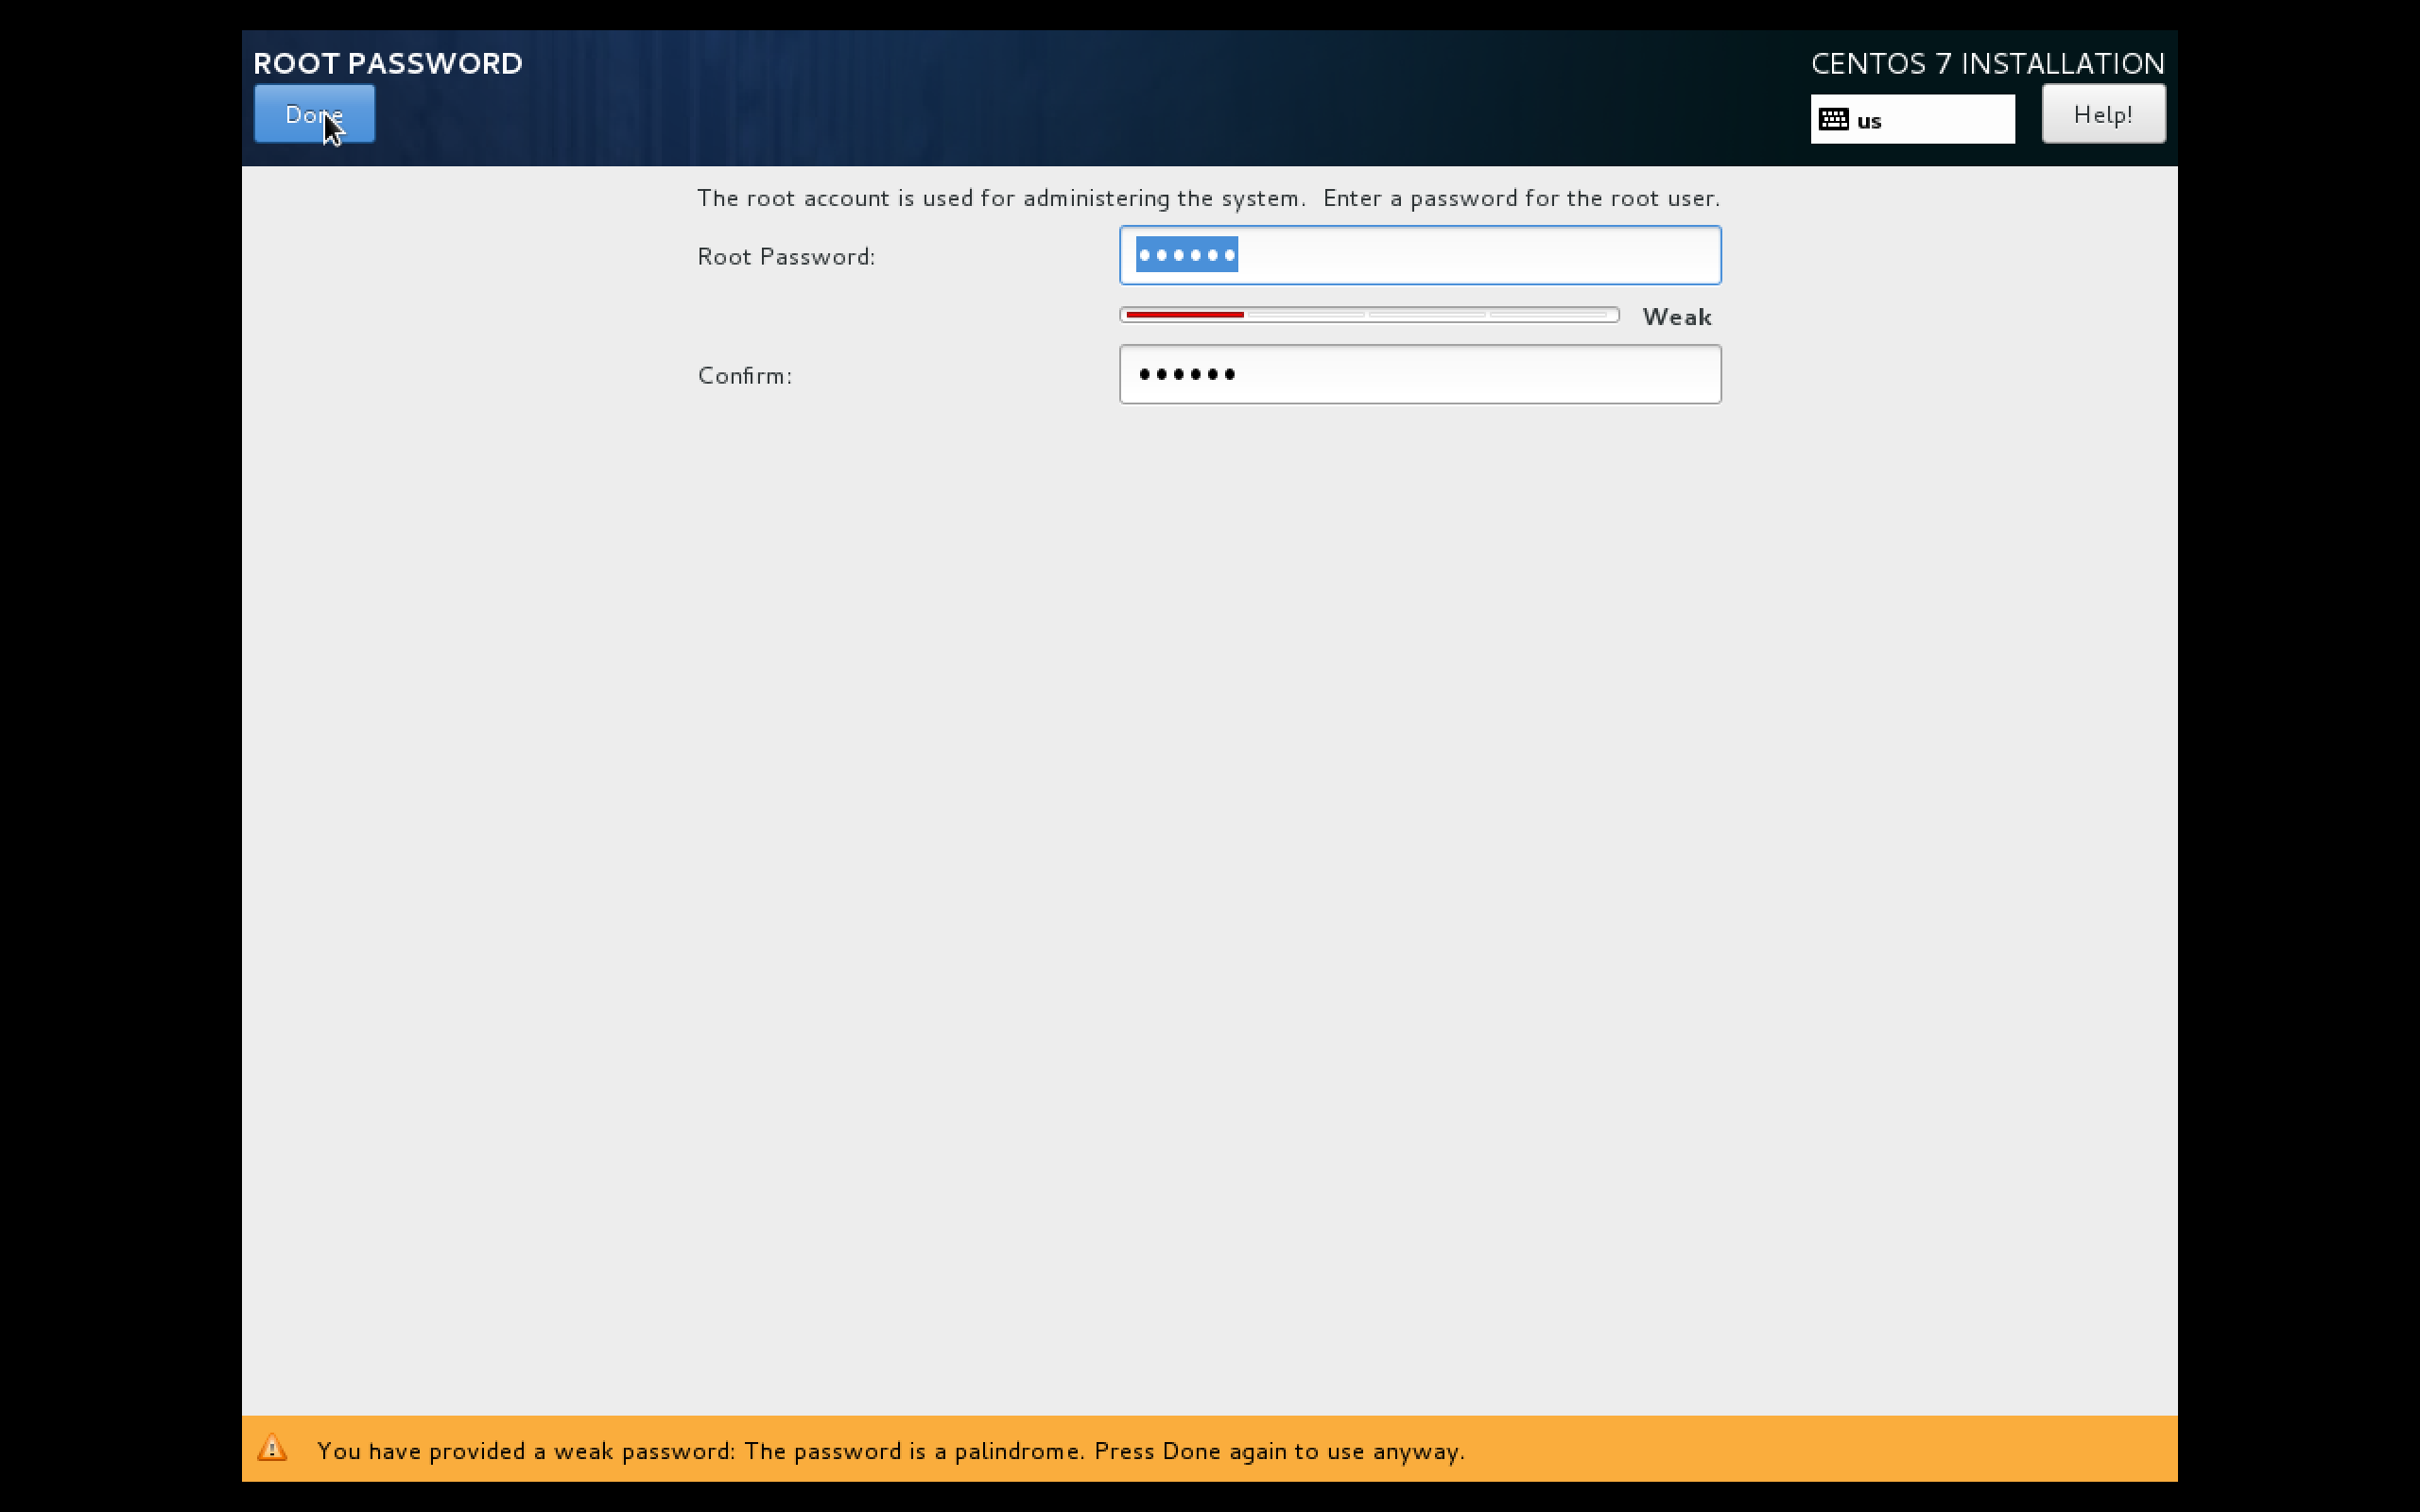 ROOT PASSWORD
CENTOS 7 INSTALLATION
Done
us
Help!
The root account is used for administering the system.  Enter a password for the root user.
Root Password:
••••••
Weak
Confirm:
••••••
You have provided a weak password: The password is a palindrome. Press Done again to use anyway.